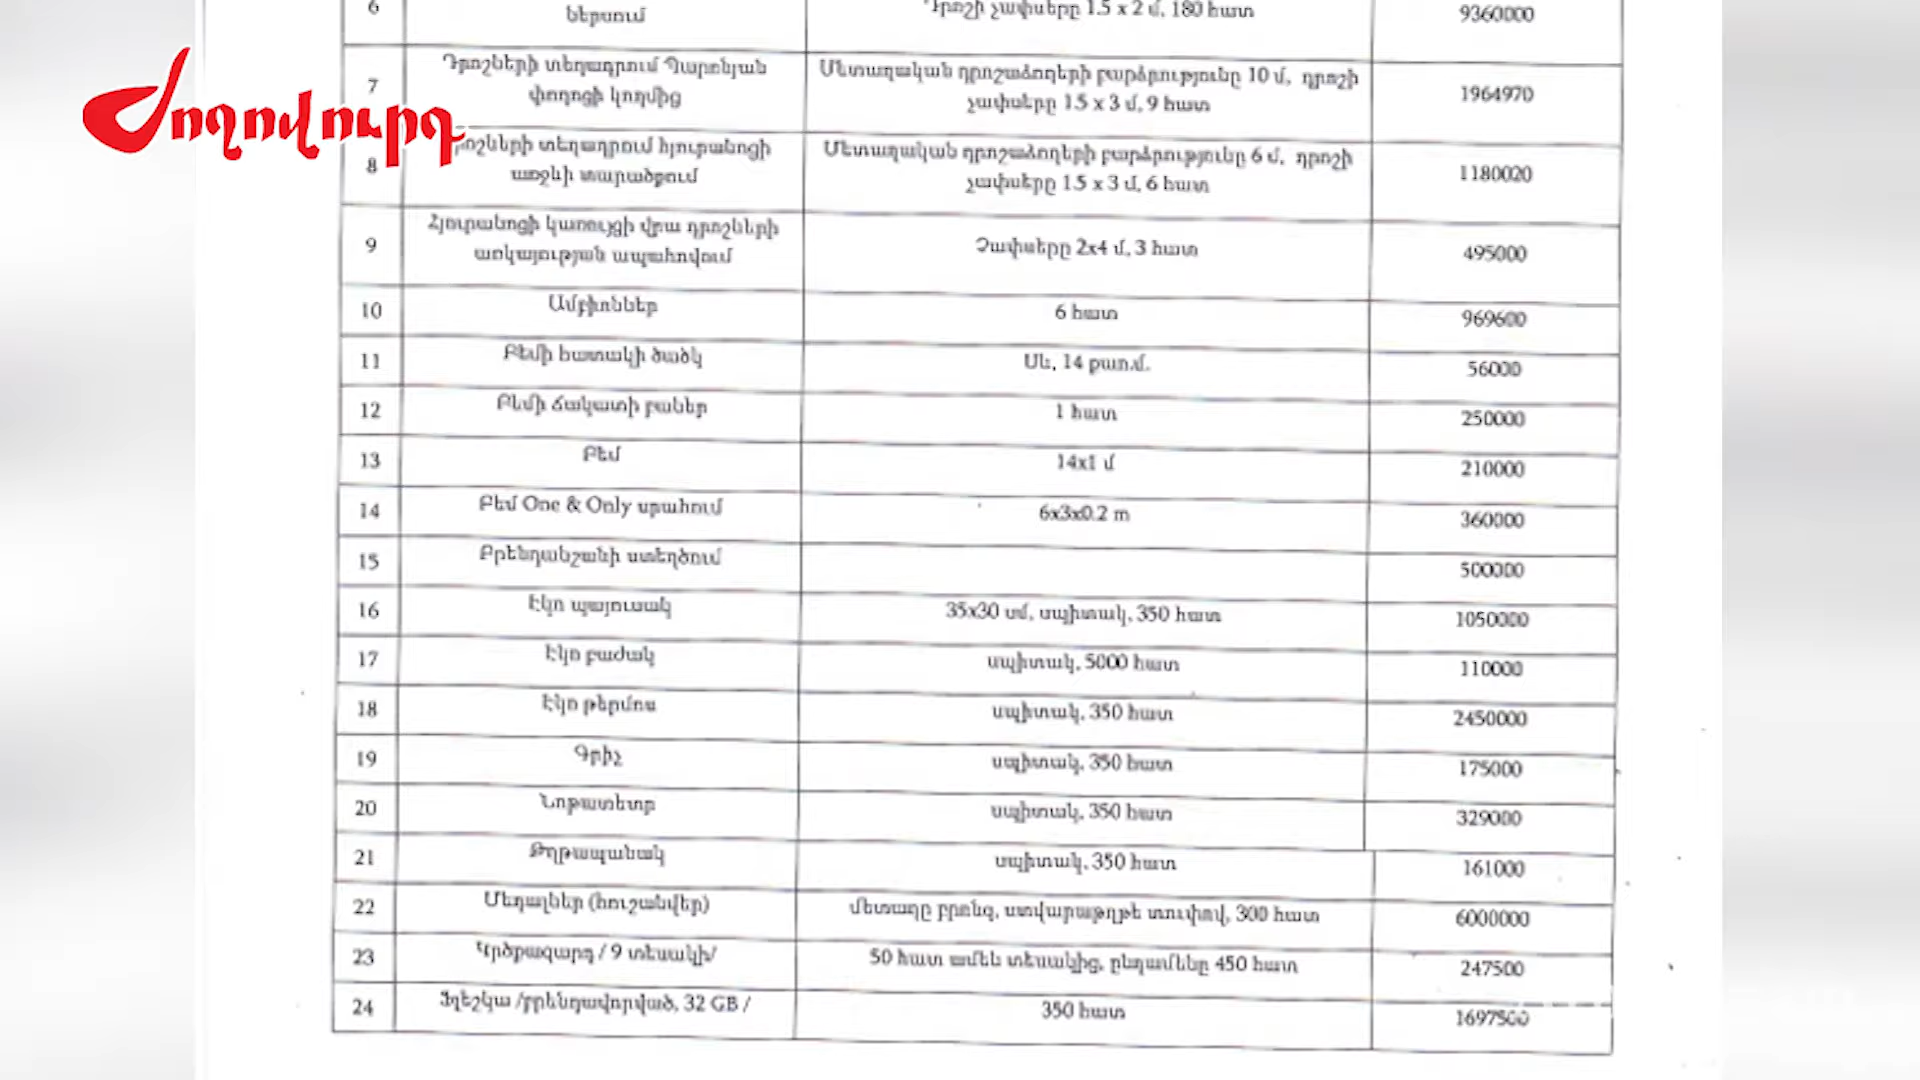 6
ներսում
Դրոշի չափսերը 1.5 x 2 մ, 180 հատ
9360000
Ժողովուրդ
7
Դրոշների տեղադրում Պարոնյան
փողոցի կողմից
Մետաղական դրոշաձողերի բարձրությունը 10 մ, դրոշի
չափսերը 1.5 x 3 մ, 9 հատ
1964970
8
րոշների տեղադրում հյուրանոցի
առջևի տարածքում
Մետաղական դրոշաձողերի բարձրությունը 6 մ, դրոշի
չափսերը 1.5 x 3 մ, 6 հատ
1180020
9
Հյուրանոցի կառույցի վրա դրոշների
առկայության ապահովում
Չափսերը 2x4 մ, 3 հատ
495000
10
Ամբիոններ
6 հատ
969600
11
Բեմի հատակի ծածկ
Սև, 14 քառ.մ.
56000
12
Բեմի ճակատի բաներ
1 հատ
250000
13
Բեմ
14x1 մ
210000
14
Բեմ One & Only սրահում
6x3x0.2 m
360000
15
Բրենդանշանի ստեղծում
500000
16
Էկո պայուսակ
35x30 սմ, սպիտակ, 350 հատ
1050000
17
Էկո բաժակ
սպիտակ, 5000 հատ
110000
18
Էկո թերմոս
սպիտակ, 350 հատ
2450000
19
Գրիչ
սպիտակ, 350 հատ
175000
20
Նոթատետր
սպիտակ, 350 հատ
329000
21
Թղթապանակ
սպիտակ, 350 հատ
161000
22
Մեդալներ (հուշանվեր)
մետաղը բրոնզ, ստվարաթղթե տուփով, 300 հատ
6000000
23
Կրծքազարդ / 9 տեսակի/
50 հատ ամեն տեսակից, ընդամենը 450 հատ
247500
24
Ֆլեշկա /բրենդավորված, 32 GB /
350 հատ
1697500